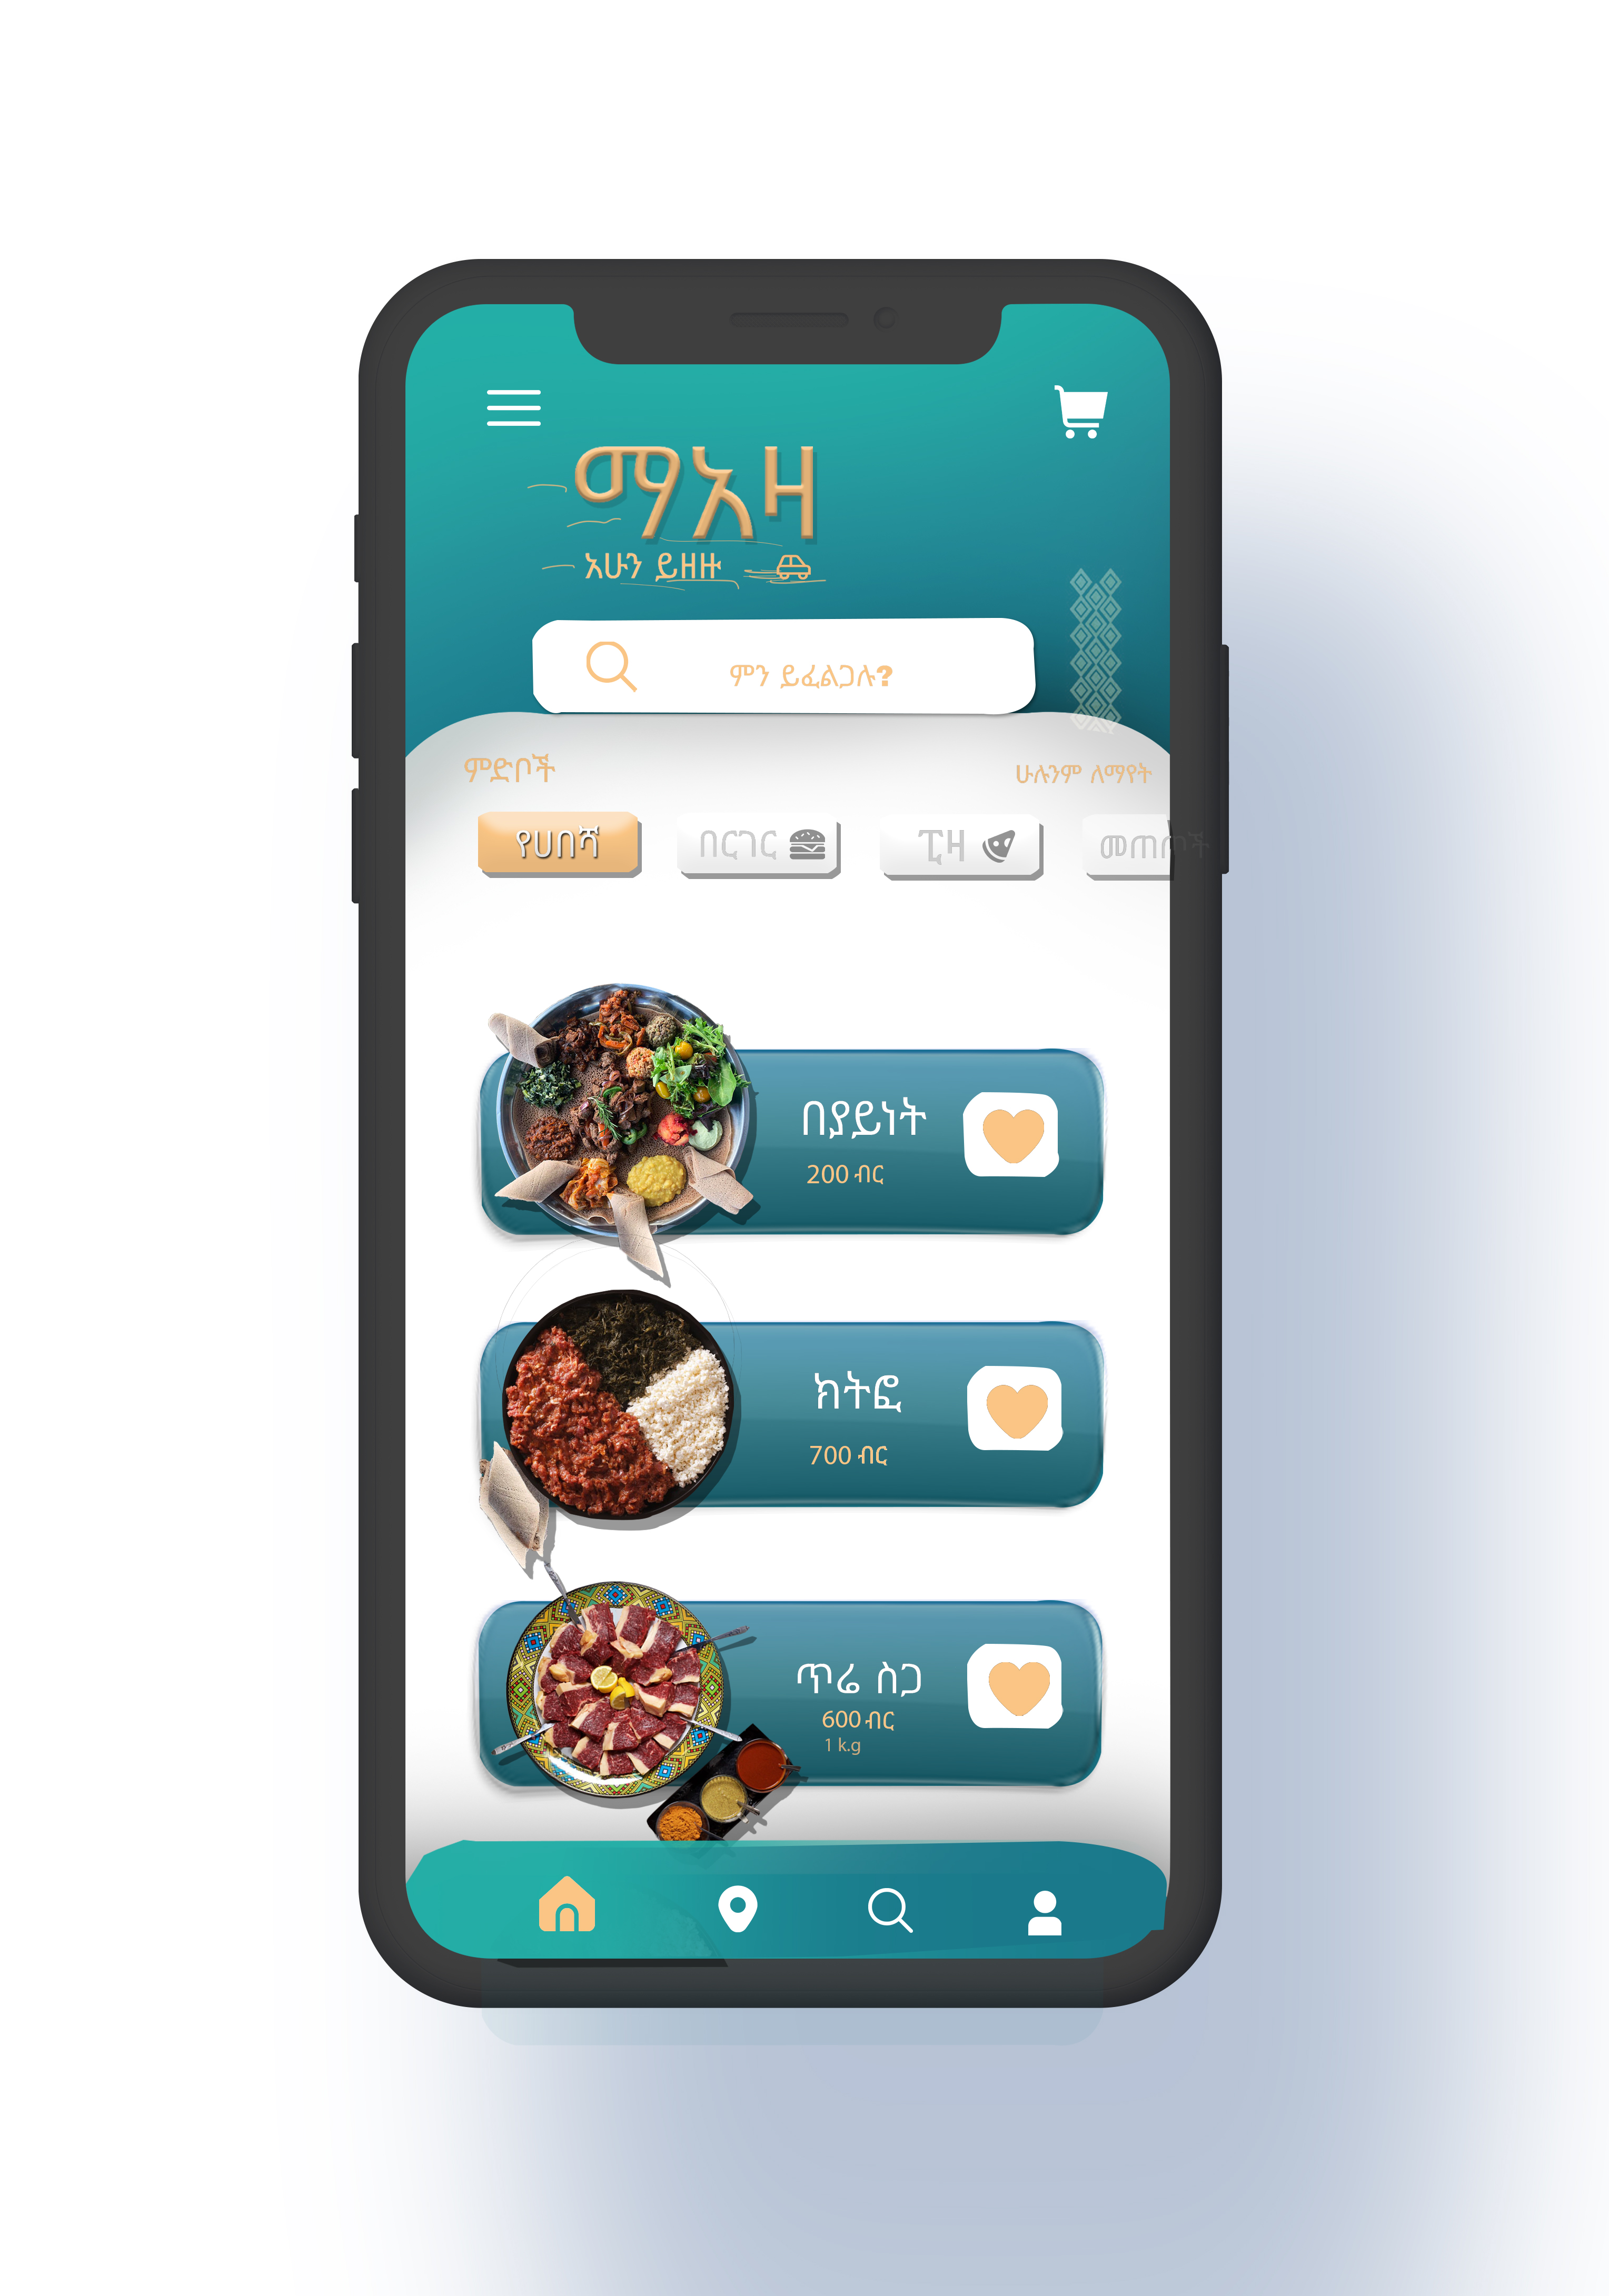 ማአዛ
አሁን ይዘዙ
ምን ይፈልጋሉ?
ምድቦች
ሁሉንም ለማየት
የሀበሻ
በርገር
ፒዛ
መጠጦች
በያይነት
200 ብር
ክትፎ
700 ብር
ጥሬ ስጋ
600 ብር
1 k.g